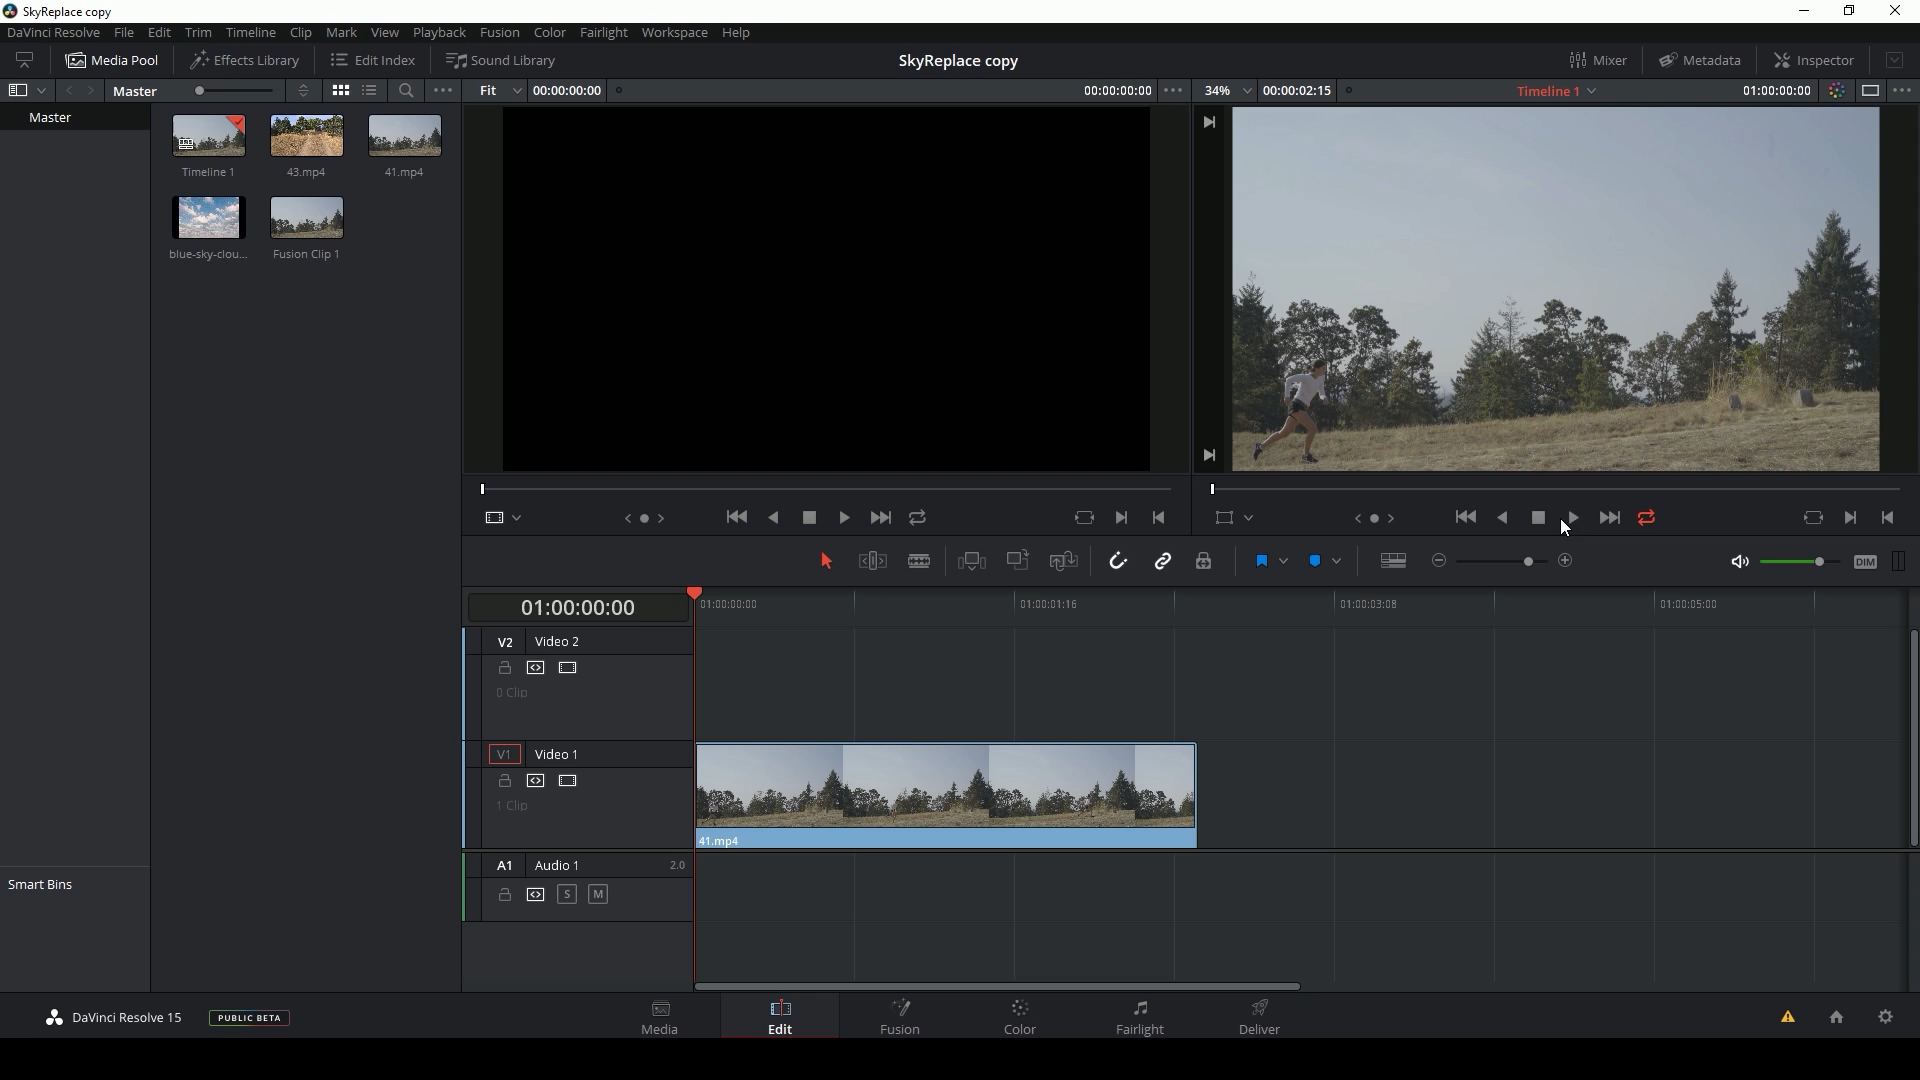 SkyReplace copy
DaVinci Resolve File Edit Trim Timeline Clip Mark View Playback Fusion Color Fairlight Workspace Help
Media Pool Effects Library Edit Index Sound Library SkyReplace copy Mixer Metadata Inspector
Master Fit 00:00:00:00 00:00:00:00 34% 00:00:02:15 Timeline 1 01:00:00:00
Master
Timeline 1 43.mp4 41.mp4
blue-sky-clou... Fusion Clip 1
DIM
01:00:00:00 01:00:00:00 01:00:01:16 01:00:03:08 01:00:05:00
V2 Video 2
0 Clip
V1 Video 1
1 Clip
41.mp4
A1 Audio 1 2.0
S M
Smart Bins
DaVinci Resolve 15 PUBLIC BETA
Media Edit Fusion Color Fairlight Deliver